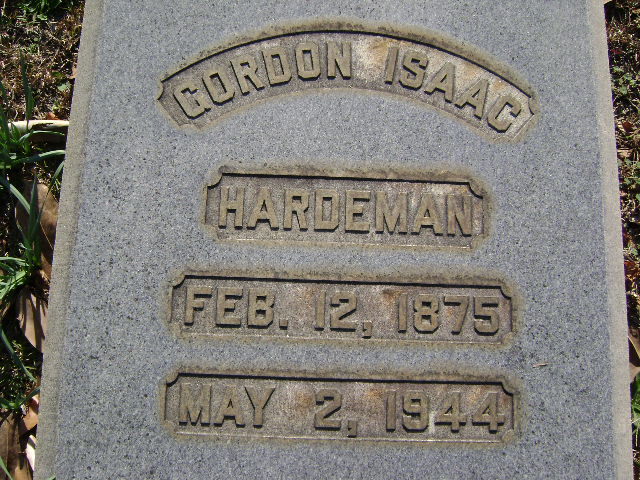 GORDON ISAAC
HARDEMAN
FEB. 12, 1875
MAY 2, 1944